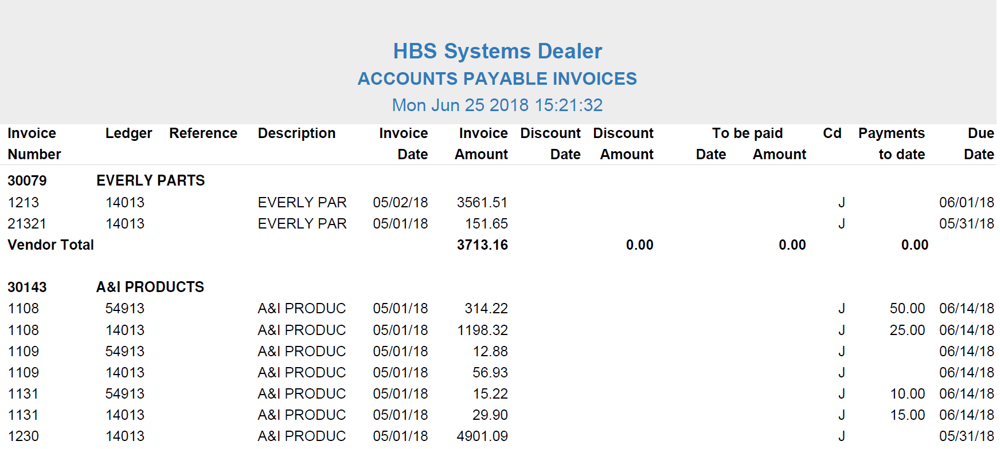 HBS Systems Dealer
ACCOUNTS PAYABLE INVOICES
Mon Jun 25 2018 15:21:32
Invoice Ledger Reference Description Invoice Invoice Discount Discount To be paid Cd Payments Due
Number Date Amount Date Amount Date Amount to date Date
30079 EVERLY PARTS
1213 14013 EVERLY PAR 05/02/18 3561.51 J 06/01/18
21321 14013 EVERLY PAR 05/01/18 151.65 J 05/31/18
Vendor Total 3713.16 0.00 0.00 0.00
30143 A&I PRODUCTS
1108 54913 A&I PRODUC 05/01/18 314.22 J 50.00 06/14/18
1108 14013 A&I PRODUC 05/01/18 1198.32 J 25.00 06/14/18
1109 54913 A&I PRODUC 05/01/18 12.88 J 06/14/18
1109 14013 A&I PRODUC 05/01/18 56.93 J 06/14/18
1131 54913 A&I PRODUC 05/01/18 15.22 J 10.00 06/14/18
1131 14013 A&I PRODUC 05/01/18 29.90 J 15.00 06/14/18
1230 14013 A&I PRODUC 05/01/18 4901.09 J 05/31/18